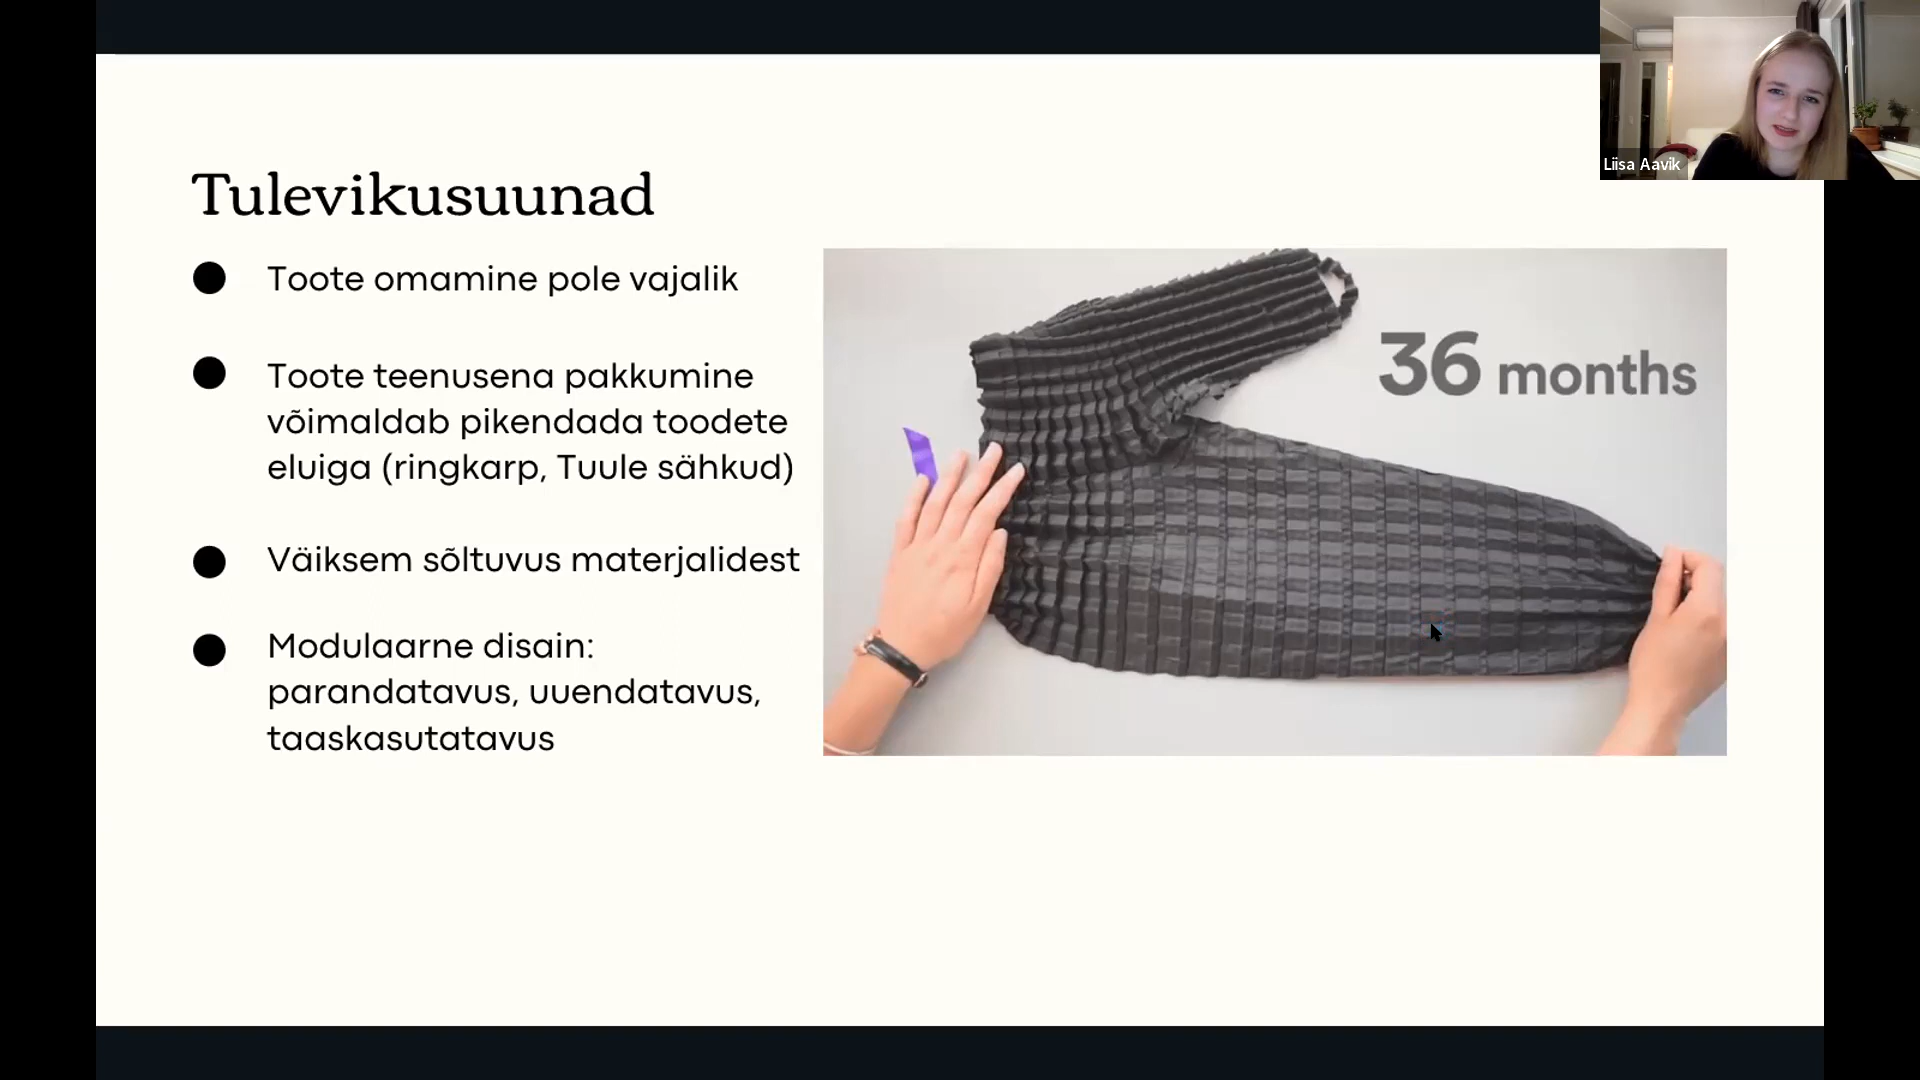 Liisa Aavik
Tulevikusuunad
Toote omamine pole vajalik
Toote teenusena pakkumine
võimaldab pikendada toodete
eluiga (ringkarp, Tuule sähkud)
Väiksem sõltuvus materjalidest
Modulaarne disain:
parandatavus, uuendatavus,
taaskasutatavus
36 months